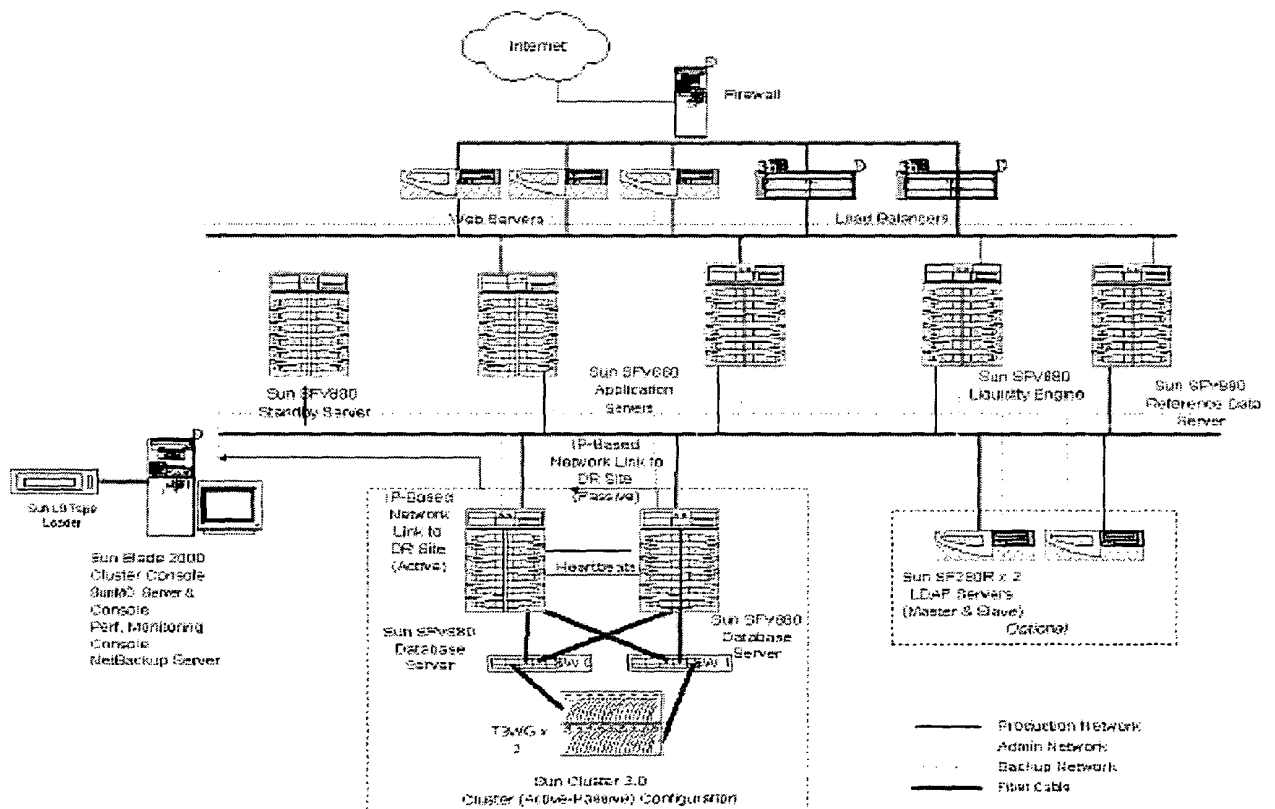 Internet
Firewall
Web Servers
Load Balancers
Sun SFV880
Standby Server
Sun SFV880
Application
Servers
Sun SFV880
Liquidity Engine
Sun SFV880
Reference Data
Server
IP-Based
Network Link to
DR Site
(Passive)
IP-Based
Network
Link to
DR Site
(Active)
Sun L9 Tape
Loader
Sun Blade 2000
Cluster Console
SunMC Server &
Console
Perf. Monitoring
Console
NetBackup Server
Heartbeats
Sun SFV880
Database
Server
Sun SFV880
Database
Server
SW 0
SW 1
T3WG x
2
Sun Cluster 3.0
Cluster (Active-Passive) Configuration
Sun SF280R x 2
LDAP Servers
(Master & Slave)
Optional
Production Network
Admin Network
Backup Network
Fiber Cable